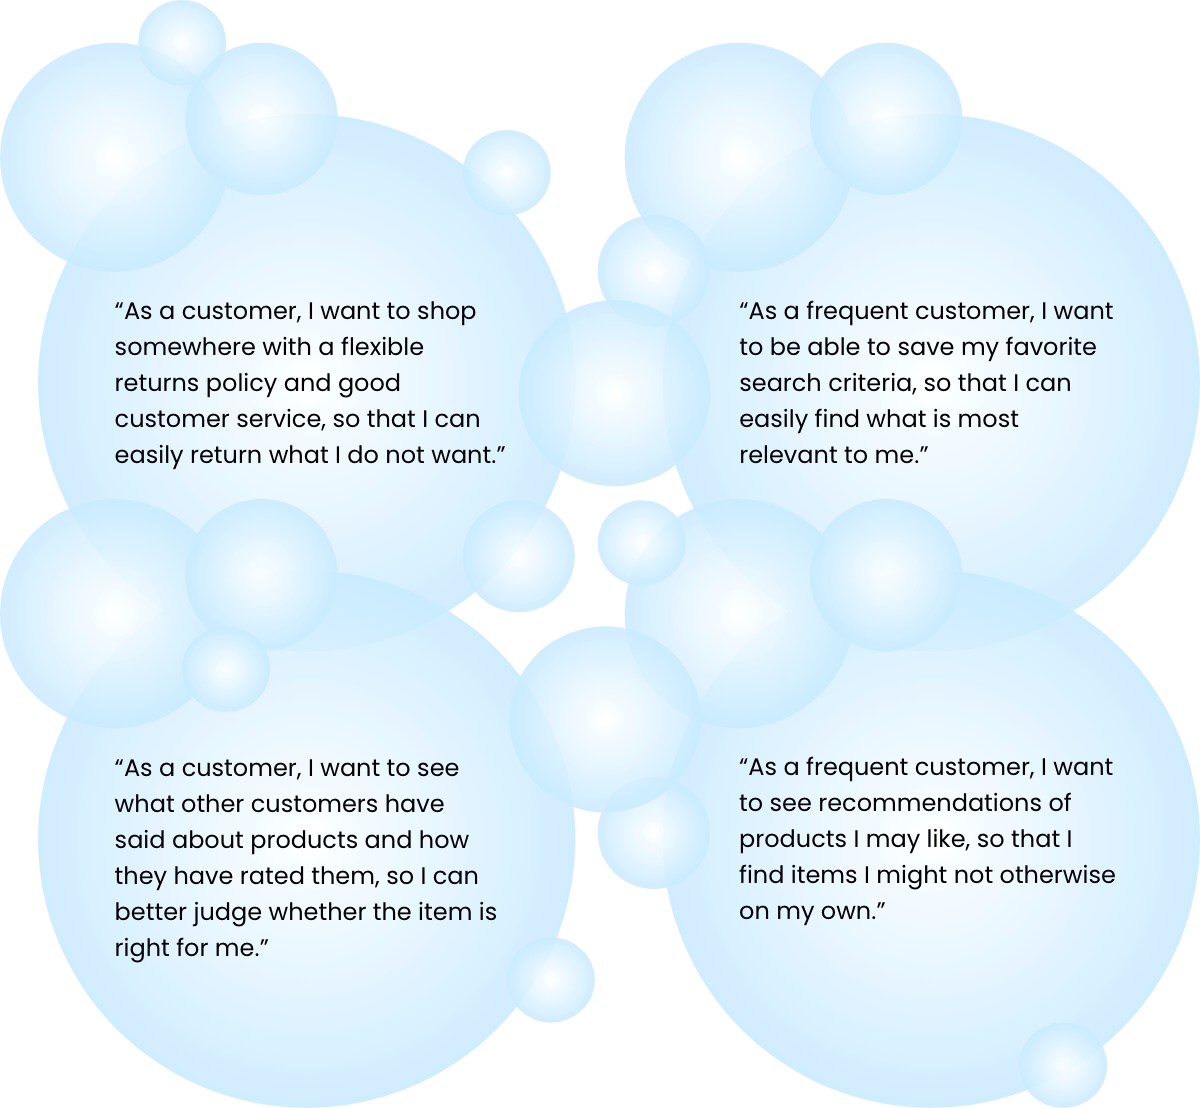 “As a customer, I want to shop
somewhere with a flexible
returns policy and good
customer service, so that I can
easily return what I do not want.”
“As a frequent customer, I want
to be able to save my favorite
search criteria, so that I can
easily find what is most
relevant to me.”
“As a customer, I want to see
what other customers have
said about products and how
they have rated them, so I can
better judge whether the item is
right for me.”
“As a frequent customer, I want
to see recommendations of
products I may like, so that I
find items I might not otherwise
on my own.”